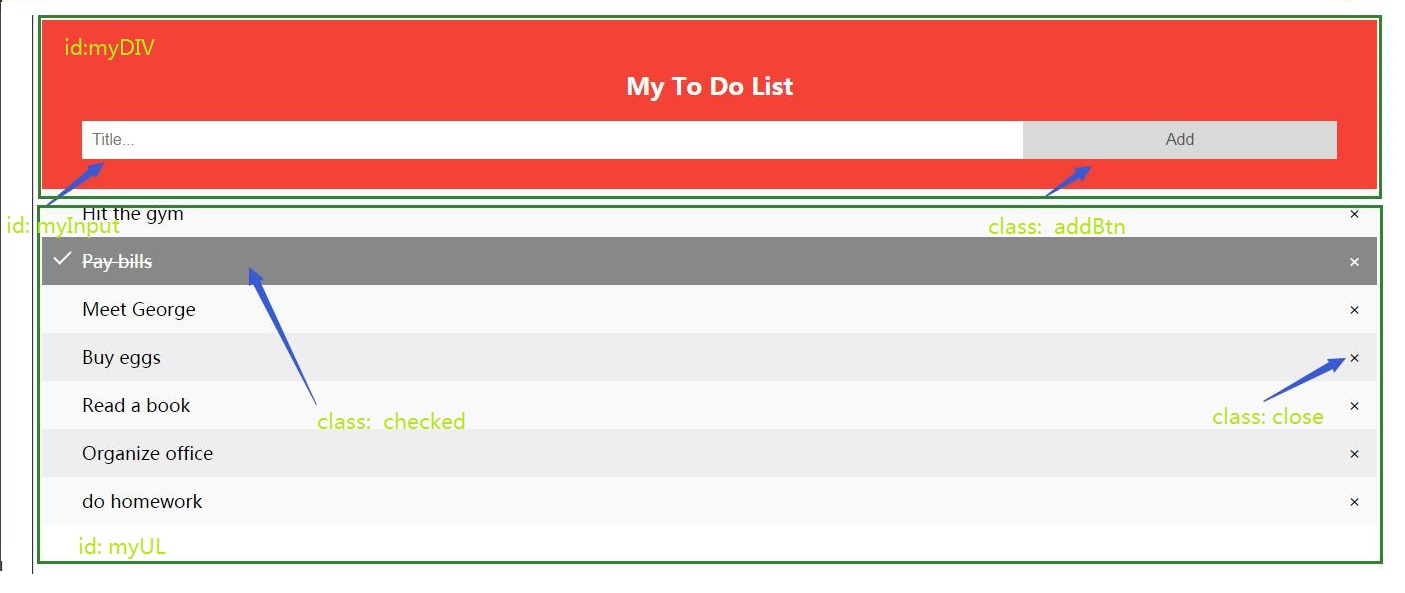 id:myDIV
My To Do List
Title...
Add
Hit the gym
×
id: myInput
class:  addBtn
Pay bills
×
Meet George
×
Buy eggs
×
Read a book
×
class:  checked
class: close
Organize office
×
do homework
×
id: myUL